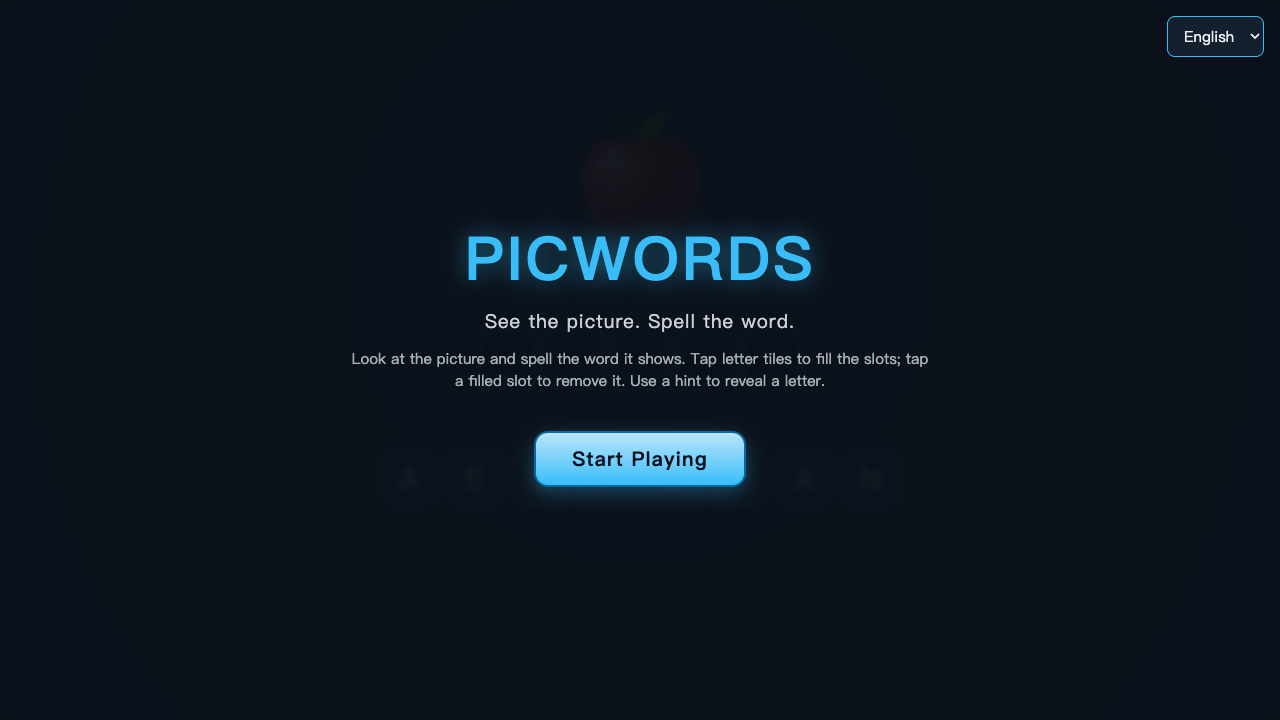 English
PICWORDS
See the picture. Spell the word.
Look at the picture and spell the word it shows. Tap letter tiles to fill the slots; tap
a filled slot to remove it. Use a hint to reveal a letter.
Start Playing
A E A N